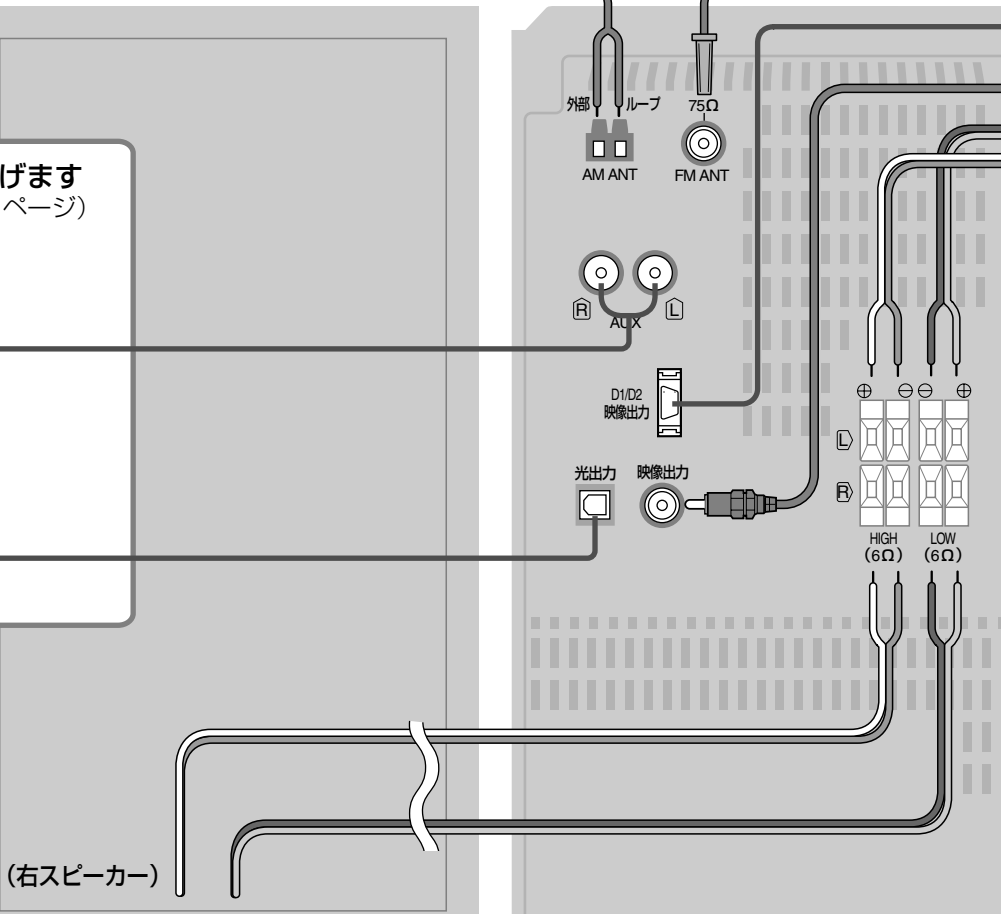 外部 ループ 75Ω
AM ANT FM ANT
げます
ページ）
R AUX L
D1/D2
映像出力
⊕ ⊖ ⊖ ⊕
L
光出力 映像出力
R
HIGH LOW
(6Ω) (6Ω)
（右スピーカー）